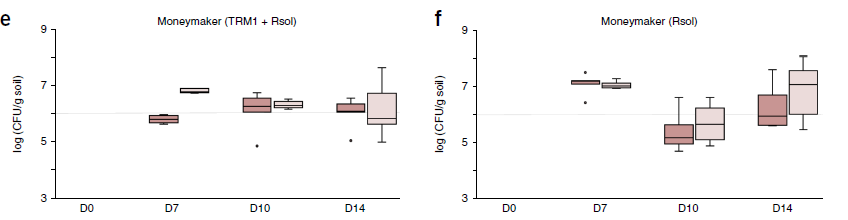 e
Moneymaker (TRM1 + Rsol)
9
7
5
3
log (CFU/g soil)
D0 D7 D10 D14
f
Moneymaker (Rsol)
9
7
5
3
log (CFU/g soil)
D0 D7 D10 D14